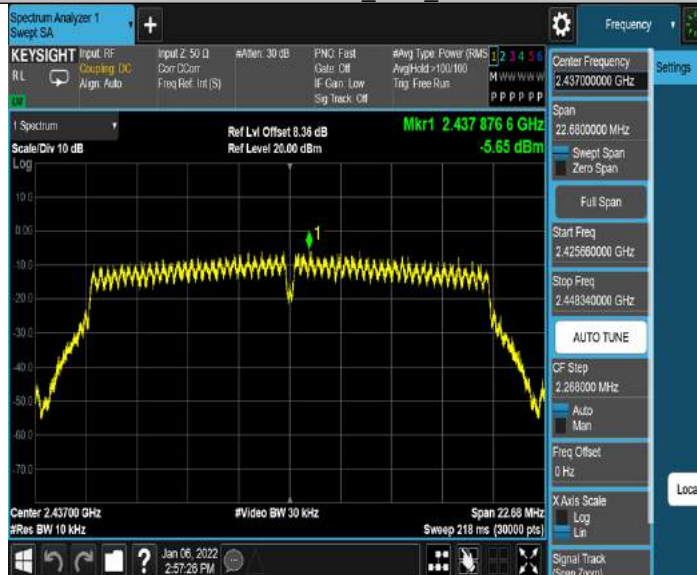 Spectrum Analyzer 1
Swept SA
+
Frequency
KEYSIGHT
RL
Input: RF
Coupling: DC
Align: Auto
Input Z: 50 Ω
Corr CCorr
Freq Ref: Int (S)
#Atten: 30 dB
PNO: Fast
Gate: Off
IF Gain: Low
Sig Track: Off
#Avg Type: Power (RMS
Avg|Hold:>100/100
Trig: Free Run
1 2 3 4 5 6
M W W W W W
P P P P P P
LW
1 Spectrum
Scale/Div 10 dB
Ref Lvl Offset 8.36 dB
Ref Level 20.00 dBm
Mkr1 2.437 876 6 GHz
-5.65 dBm
Log
10.0
0.00
-10.0
-20.0
-30.0
-40.0
-50.0
-60.0
-70.0
1
Center 2.43700 GHz
#Res BW 10 kHz
#Video BW 30 kHz
Span 22.68 MHz
Sweep 218 ms (30000 pts)
Center Frequency
2.437000000 GHz
Settings
Span
22.6800000 MHz
Swept Span
Zero Span
Full Span
Start Freq
2.425660000 GHz
Stop Freq
2.448340000 GHz
AUTO TUNE
CF Step
2.268000 MHz
Auto
Man
Freq Offset
0 Hz
X Axis Scale
Log
Lin
Loca
Signal Track
(Span Zoom)
?
Jan 06, 2022
2:57:26 PM